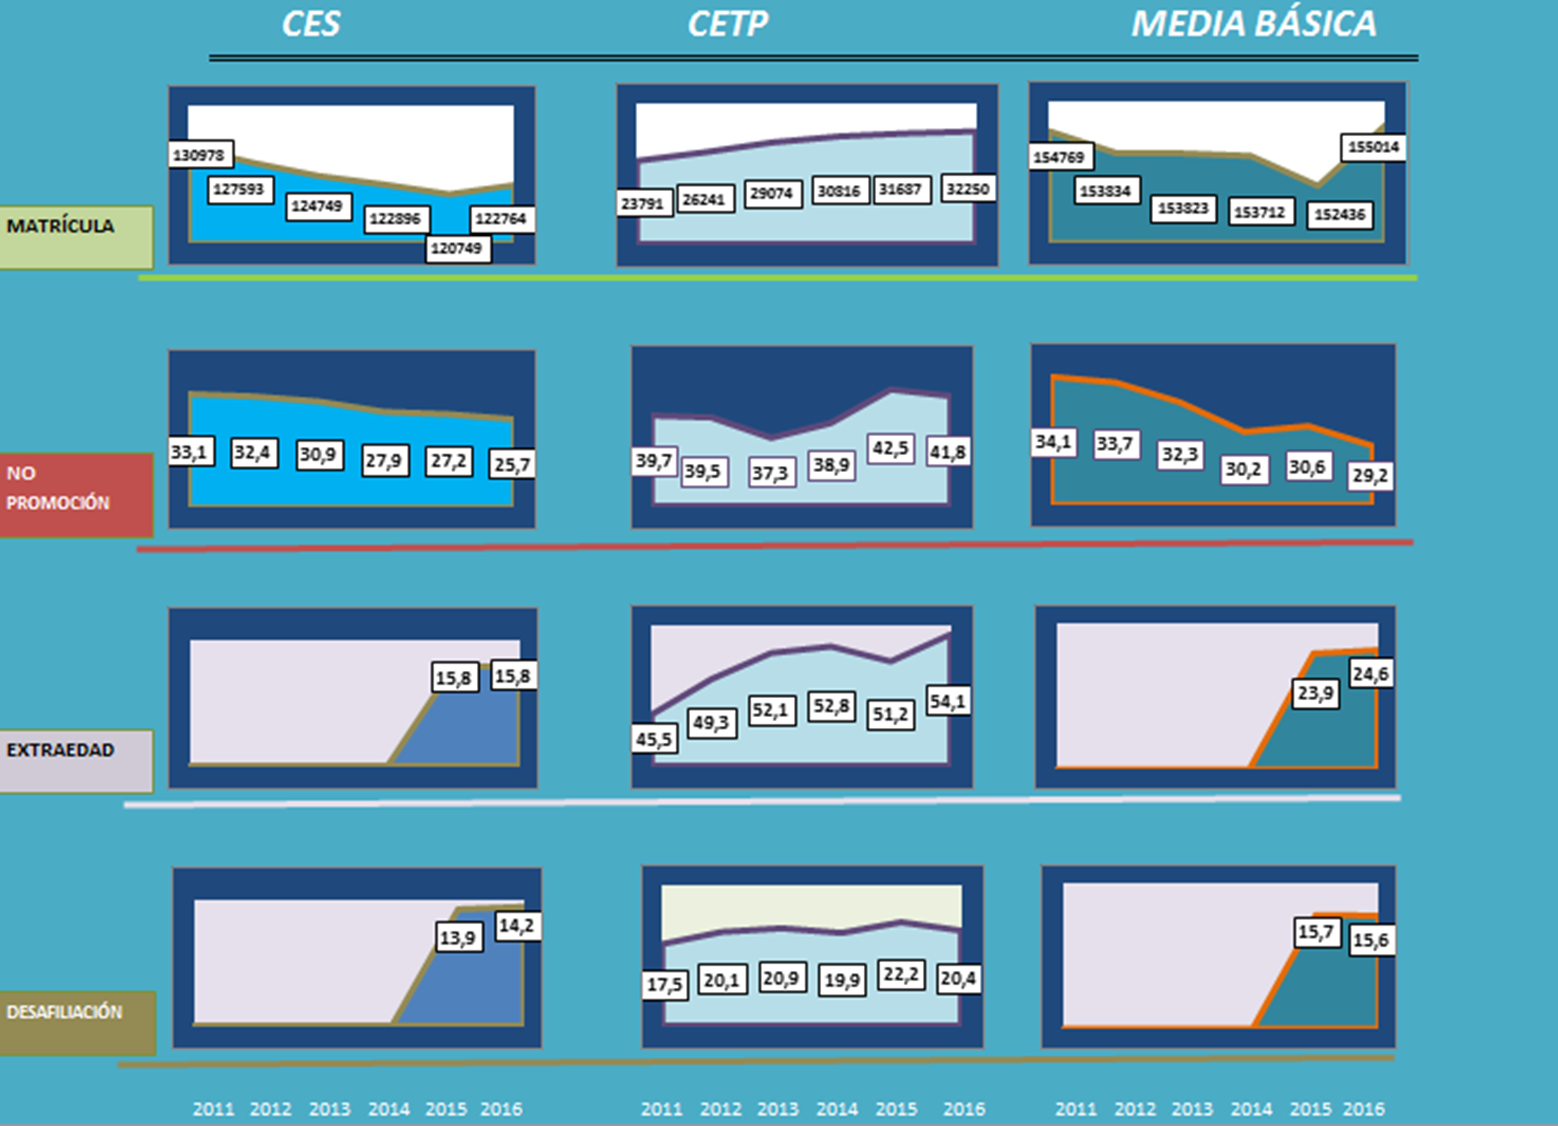 CES CETP MEDIA BÁSICA
MATRÍCULA
130978 127593 124749 122896 120749 122764
23791 26241 29074 30816 31687 32250
154769 153834 153823 153712 152436 155014
NO
PROMOCIÓN
33,1 32,4 30,9 27,9 27,2 25,7
39,7 39,5 37,3 38,9 42,5 41,8
34,1 33,7 32,3 30,2 30,6 29,2
EXTRAEDAD
15,8 15,8
45,5 49,3 52,1 52,8 51,2 54,1
23,9 24,6
DESAFILIACIÓN
13,9 14,2
17,5 20,1 20,9 19,9 22,2 20,4
15,7 15,6
2011 2012 2013 2014 2015 2016
2011 2012 2013 2014 2015 2016
2011 2012 2013 2014 2015 2016